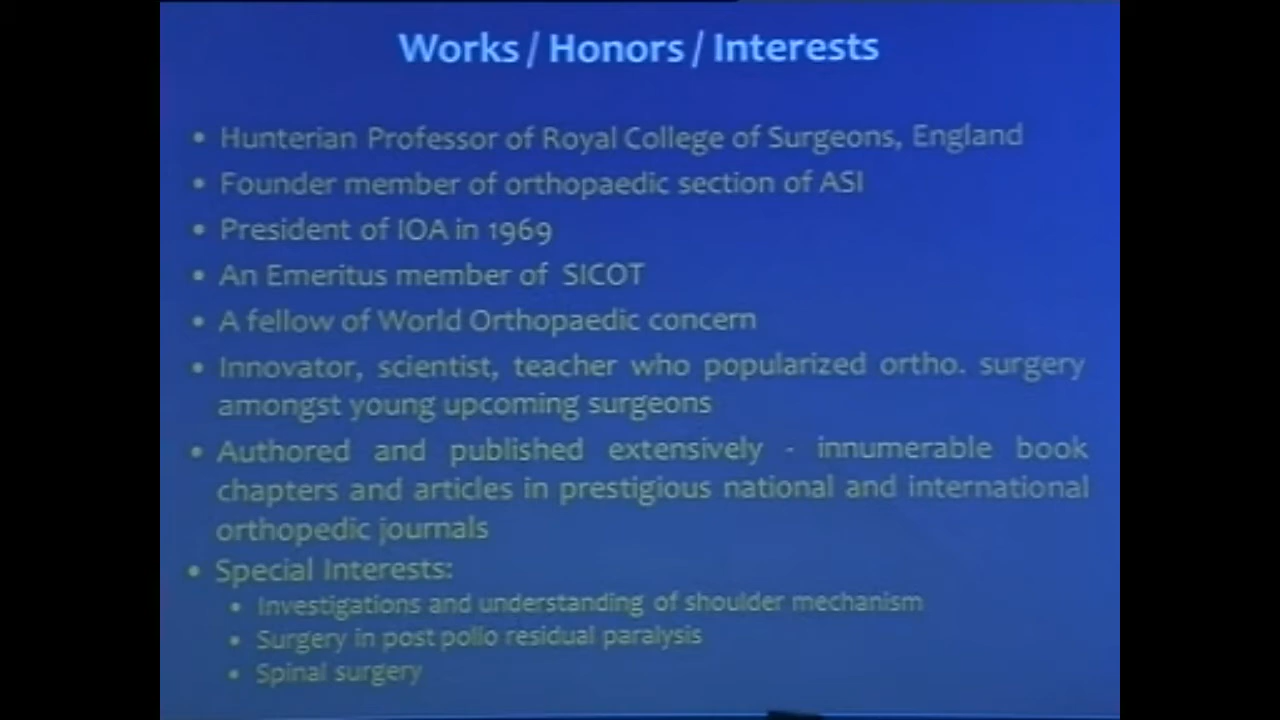 Works / Honors / Interests
• Hunterian Professor of Royal College of Surgeons, England
• Founder member of orthopaedic section of ASI
• President of IOA in 1969
• An Emeritus member of SICOT
• A fellow of World Orthopaedic concern
• Innovator, scientist, teacher who popularized ortho. surgery
amongst young upcoming surgeons
• Authored and published extensively - innumerable book
chapters and articles in prestigious national and international
orthopedic journals
• Special Interests:
• Investigations and understanding of shoulder mechanism
• Surgery in post polio residual paralysis
• Spinal surgery